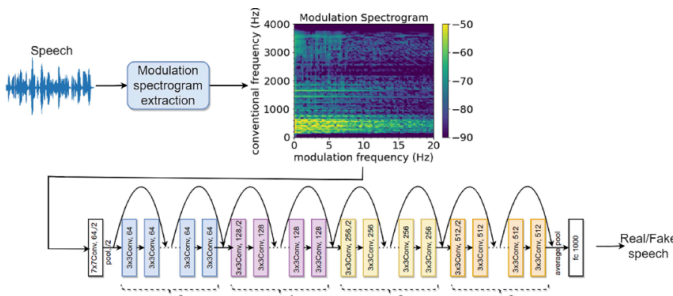 Speech
Modulation
spectrogram
extraction
Modulation Spectrogram
conventional frequency (Hz)
4000
3000
2000
1000
0
0
5
10
15
20
modulation frequency (Hz)
−50
−60
−70
−80
−90
7x7Conv, 64,/2
pool, /2
3x3Conv, 64
3x3Conv, 64
3x3Conv, 64
3x3Conv, 64
3x3Conv, 128,/2
3x3Conv, 128
3x3Conv, 128
3x3Conv, 128
3x3Conv, 256,/2
3x3Conv, 256
3x3Conv, 256
3x3Conv, 256
3x3Conv, 512,/2
3x3Conv, 512
3x3Conv, 512
3x3Conv, 512
average pool
fc 1000
Real/Fake
speech